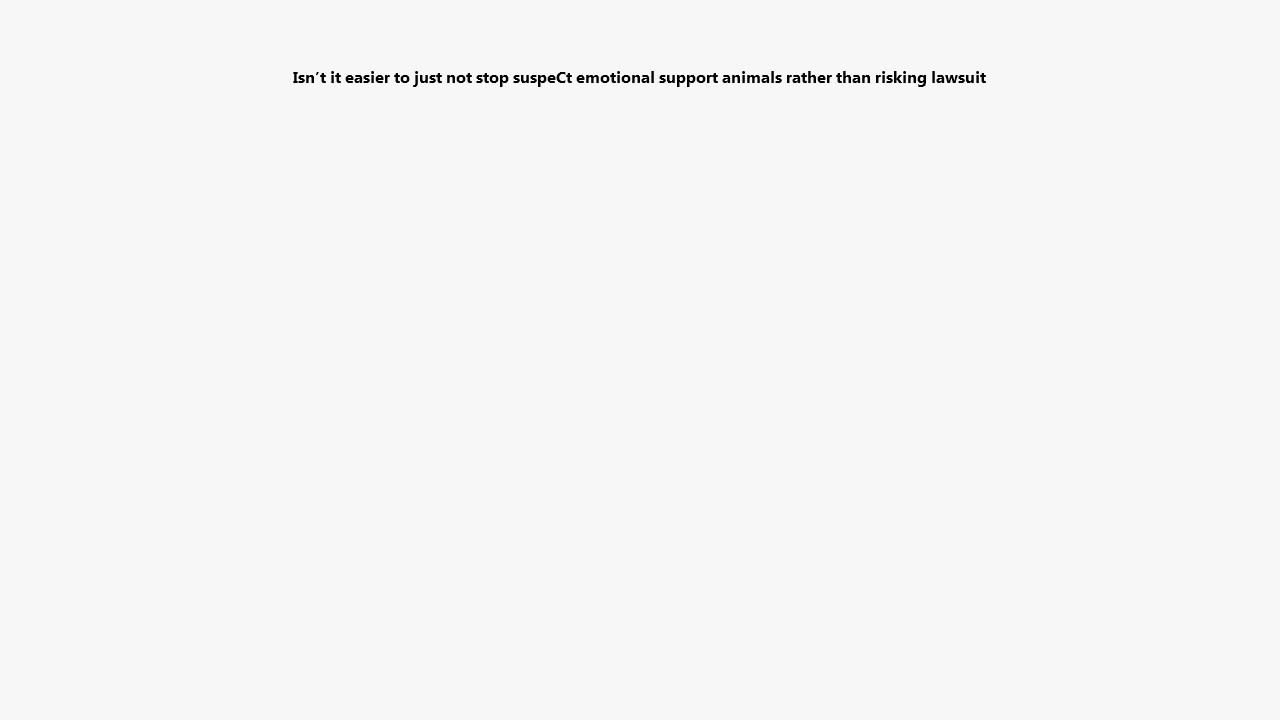 Isn’t it easier to just not stop suspeCt emotional support animals rather than risking lawsuit